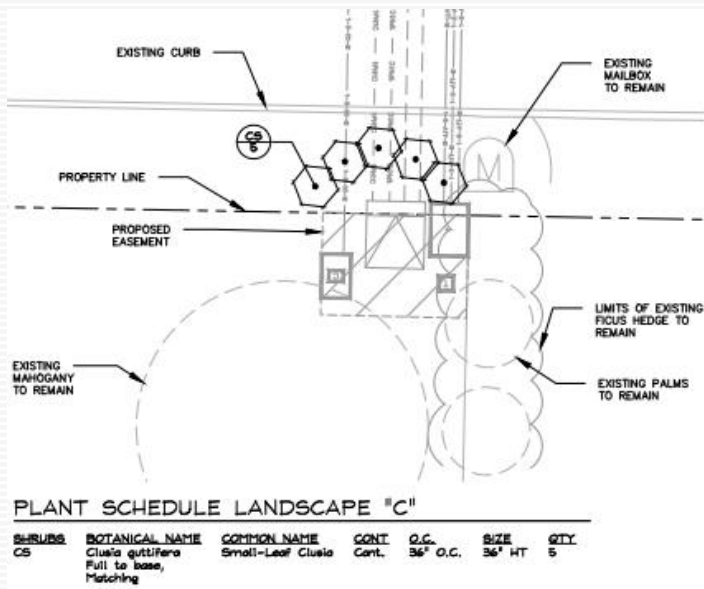 EXISTING CURB
EXISTING
MAILBOX
TO REMAIN
CS
5
M
PROPERTY LINE
PROPOSED
EASEMENT
LIMITS OF EXISTING
FICUS HEDGE TO
REMAIN
EXISTING
MAHOGANY
TO REMAIN
EXISTING PALMS
TO REMAIN
PLANT SCHEDULE LANDSCAPE "C"
SHRUBS BOTANICAL NAME COMMON NAME CONT O.C. SIZE QTY
CS Clusia guttifera Small-Leaf Clusia Cont. 36" O.C. 36" HT 5
Full to base,
Matching